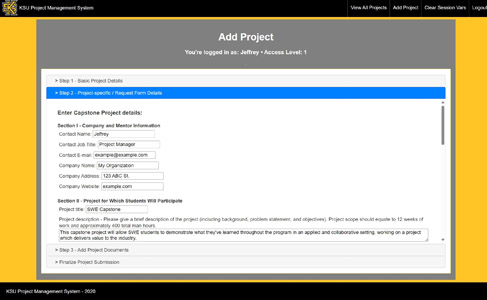 KSU Project Management System
View All Projects
Add Project
Clear Session Vars
Logout
Add Project
You're logged in as: Jeffrey • Access Level: 1
> Step 1 - Basic Project Details
> Step 2 - Project-specific / Request Form Details
Enter Capstone Project details:
Section I - Company and Mentor Information
Contact Name: Jeffrey
Contact Job Title: Project Manager
Contact E-mail: example@example.com
Company Name: My Organization
Company Address: 123 ABC St.
Company Website: example.com
Section II - Project for Which Students Will Participate
Project title: SWE Capstone
Project description - Please give a brief description of the project (including background, problem statement, and objectives). Project scope should equate to 12 weeks of
work and approximately 400 total man hours.
This capstone project will allow SWE students to demonstrate what they've learned throughout the program in an applied and collaborative setting, working on a project
which delivers value to the industry.
> Step 3 - Add Project Documents
> Finalize Project Submission
KSU Project Management System - 2020